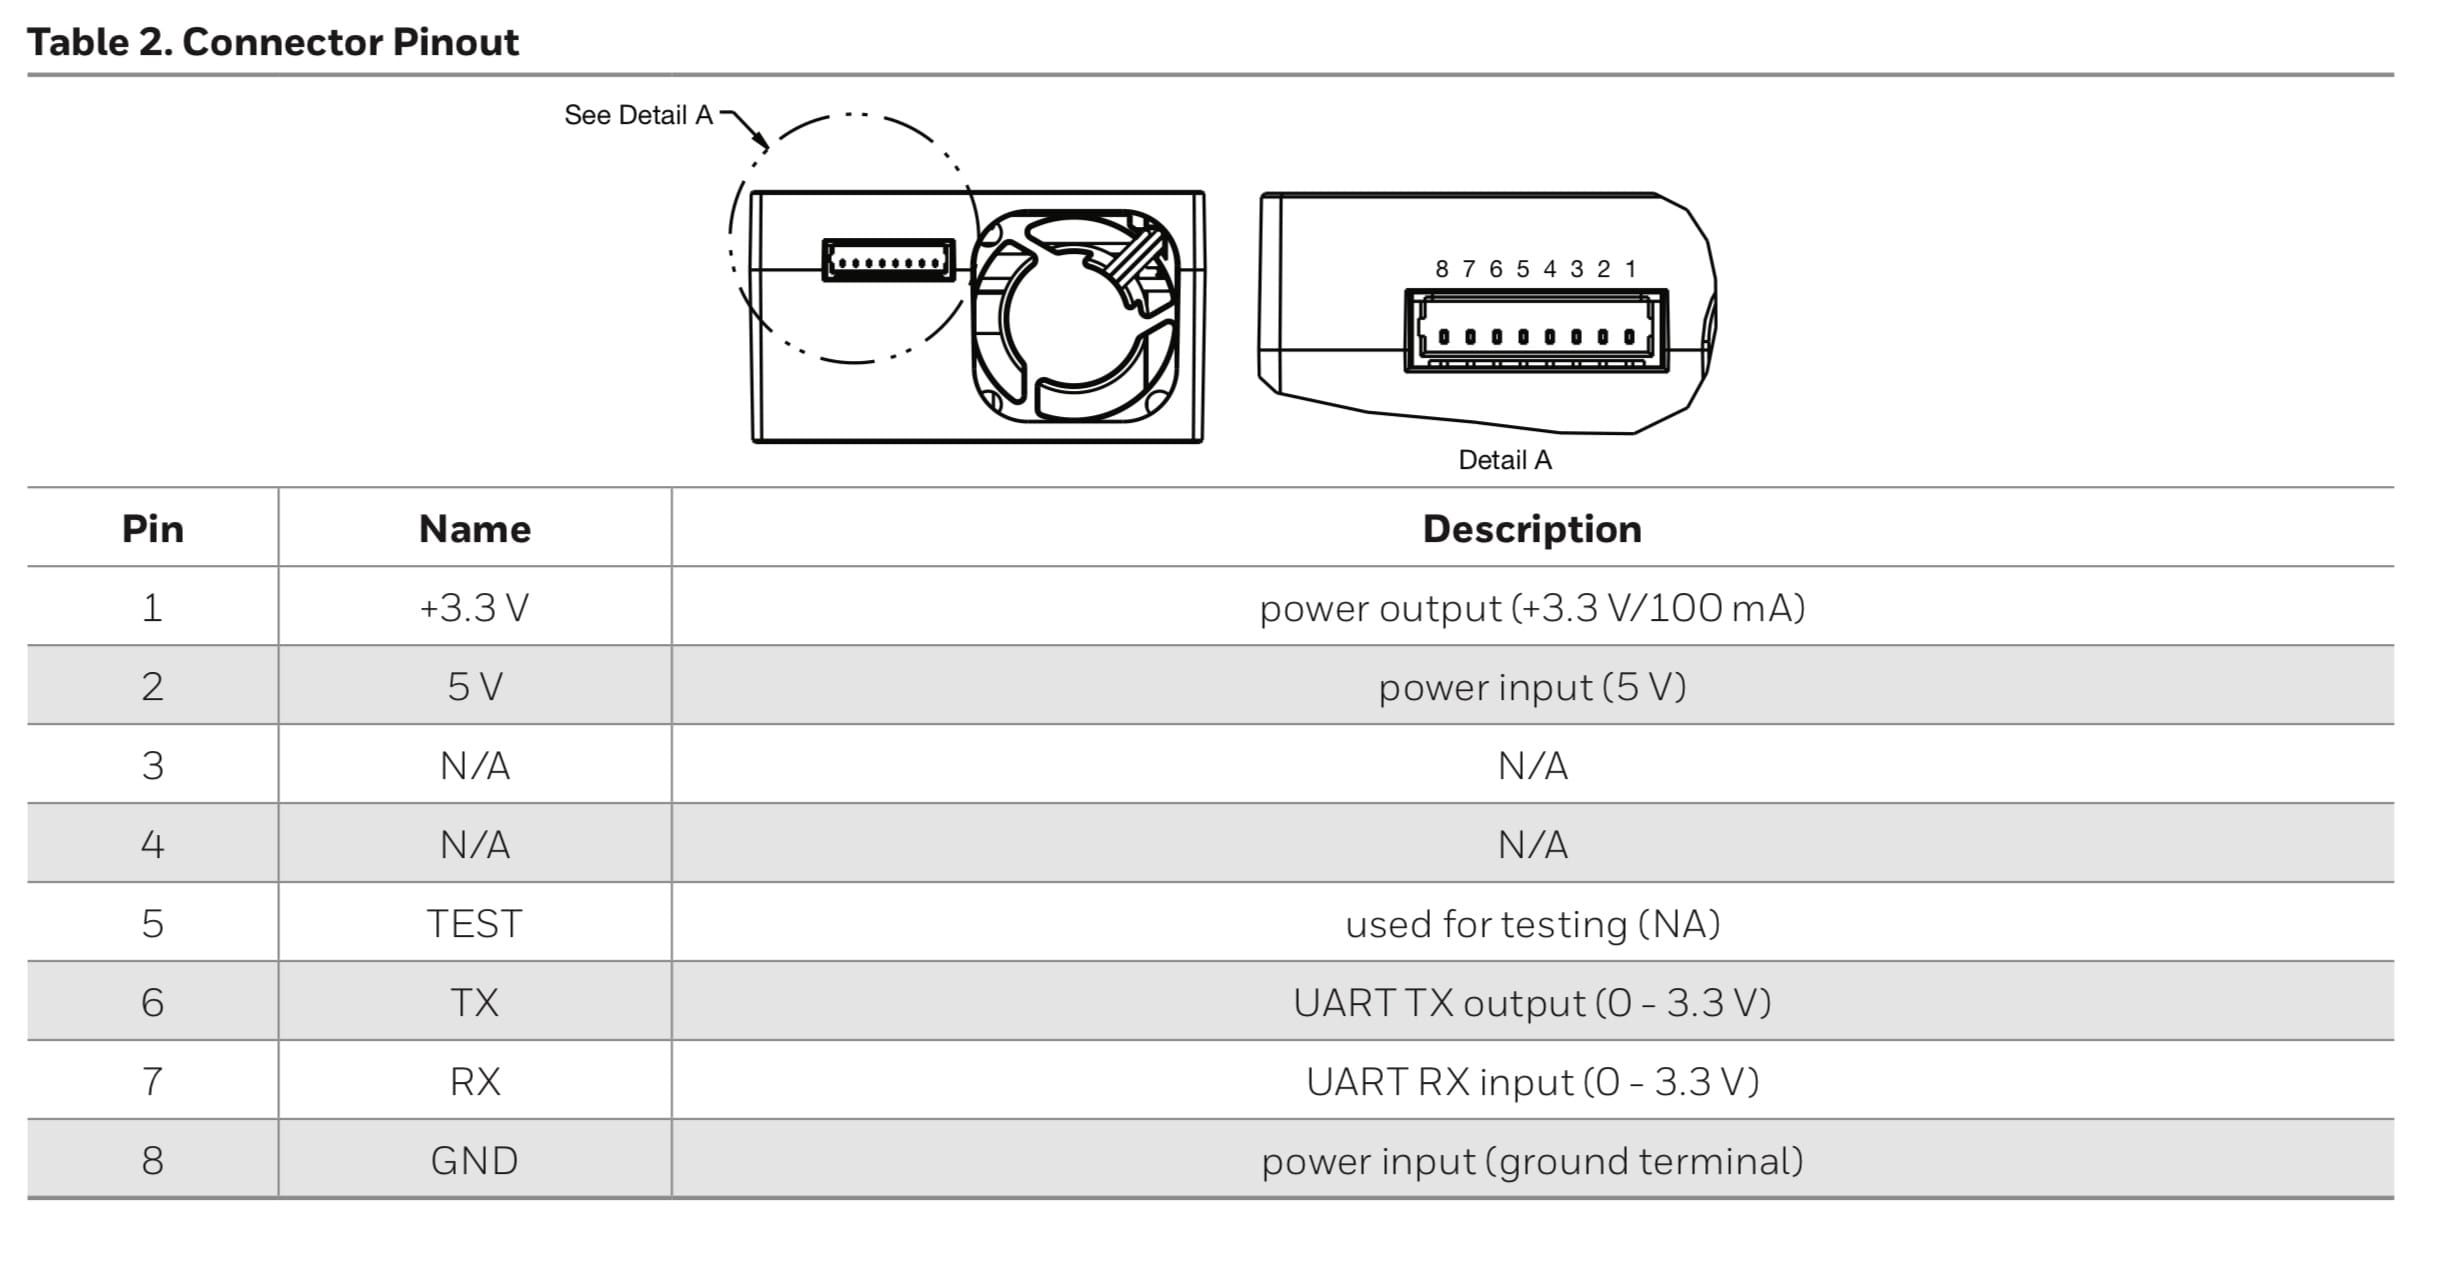 Table 2. Connector Pinout
See Detail A
8 7 6 5 4 3 2 1
Detail A
Pin Name Description
1 +3.3 V power output (+3.3 V/100 mA)
2 5 V power input (5 V)
3 N/A N/A
4 N/A N/A
5 TEST used for testing (NA)
6 TX UART TX output (0 - 3.3 V)
7 RX UART RX input (0 - 3.3 V)
8 GND power input (ground terminal)